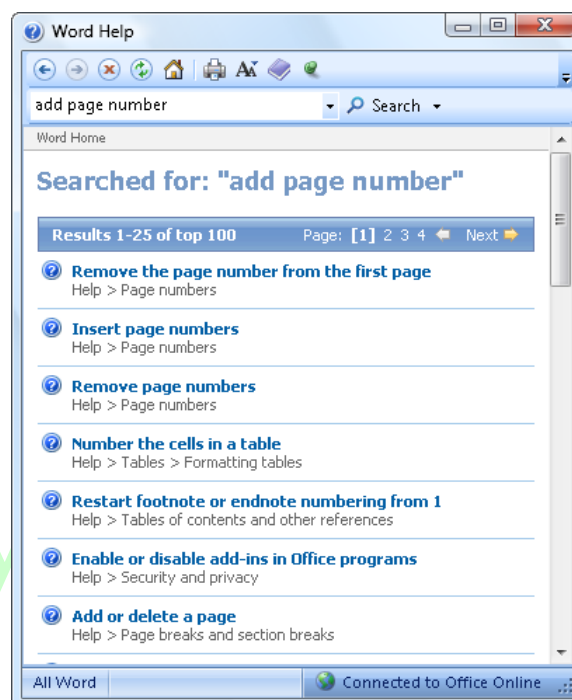 Word Help
add page number
Search
Word Home
Searched for: "add page number"
Results 1-25 of top 100 Page: [1] 2 3 4 Next
Remove the page number from the first page
Help > Page numbers
Insert page numbers
Help > Page numbers
Remove page numbers
Help > Page numbers
Number the cells in a table
Help > Tables > Formatting tables
Restart footnote or endnote numbering from 1
Help > Tables of contents and other references
Enable or disable add-ins in Office programs
Help > Security and privacy
Add or delete a page
Help > Page breaks and section breaks
All Word Connected to Office Online